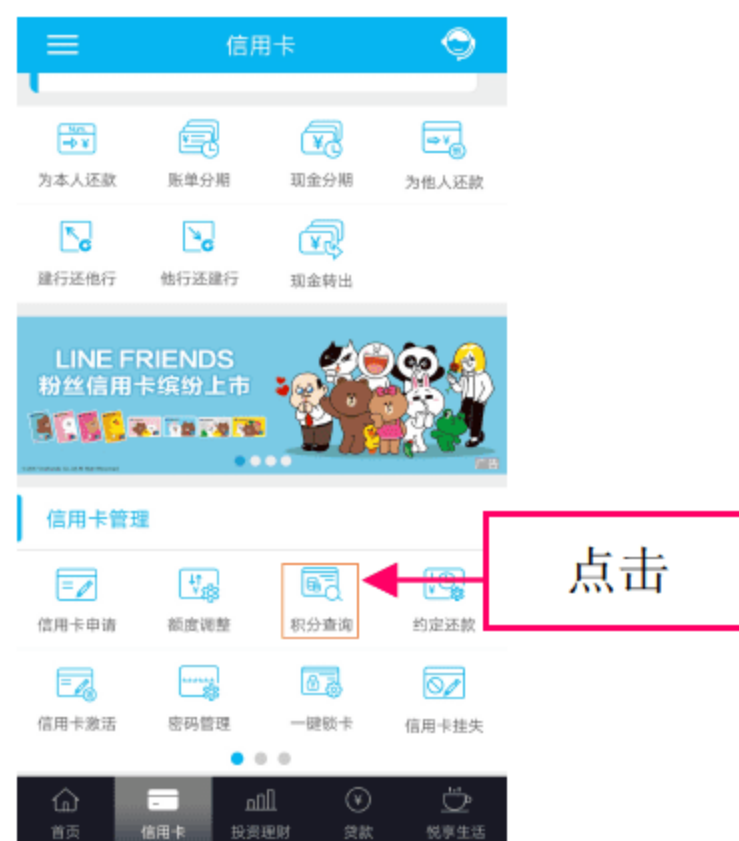 信用卡
为本人还款 账单分期 现金分期 为他人还款
建行还他行 他行还建行 现金转出
LINE FRIENDS
粉丝信用卡缤纷上市
广告
信用卡管理
点击
信用卡申请 额度调整 积分查询 约定还款
信用卡激活 密码管理 一键锁卡 信用卡挂失
首页 信用卡 投资理财 贷款 悦享生活